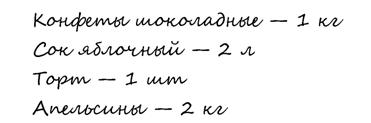 Конфеты шоколадные — 1 кг
Сок яблочный — 2 л
Торт — 1 шт
Апельсины — 2 кг